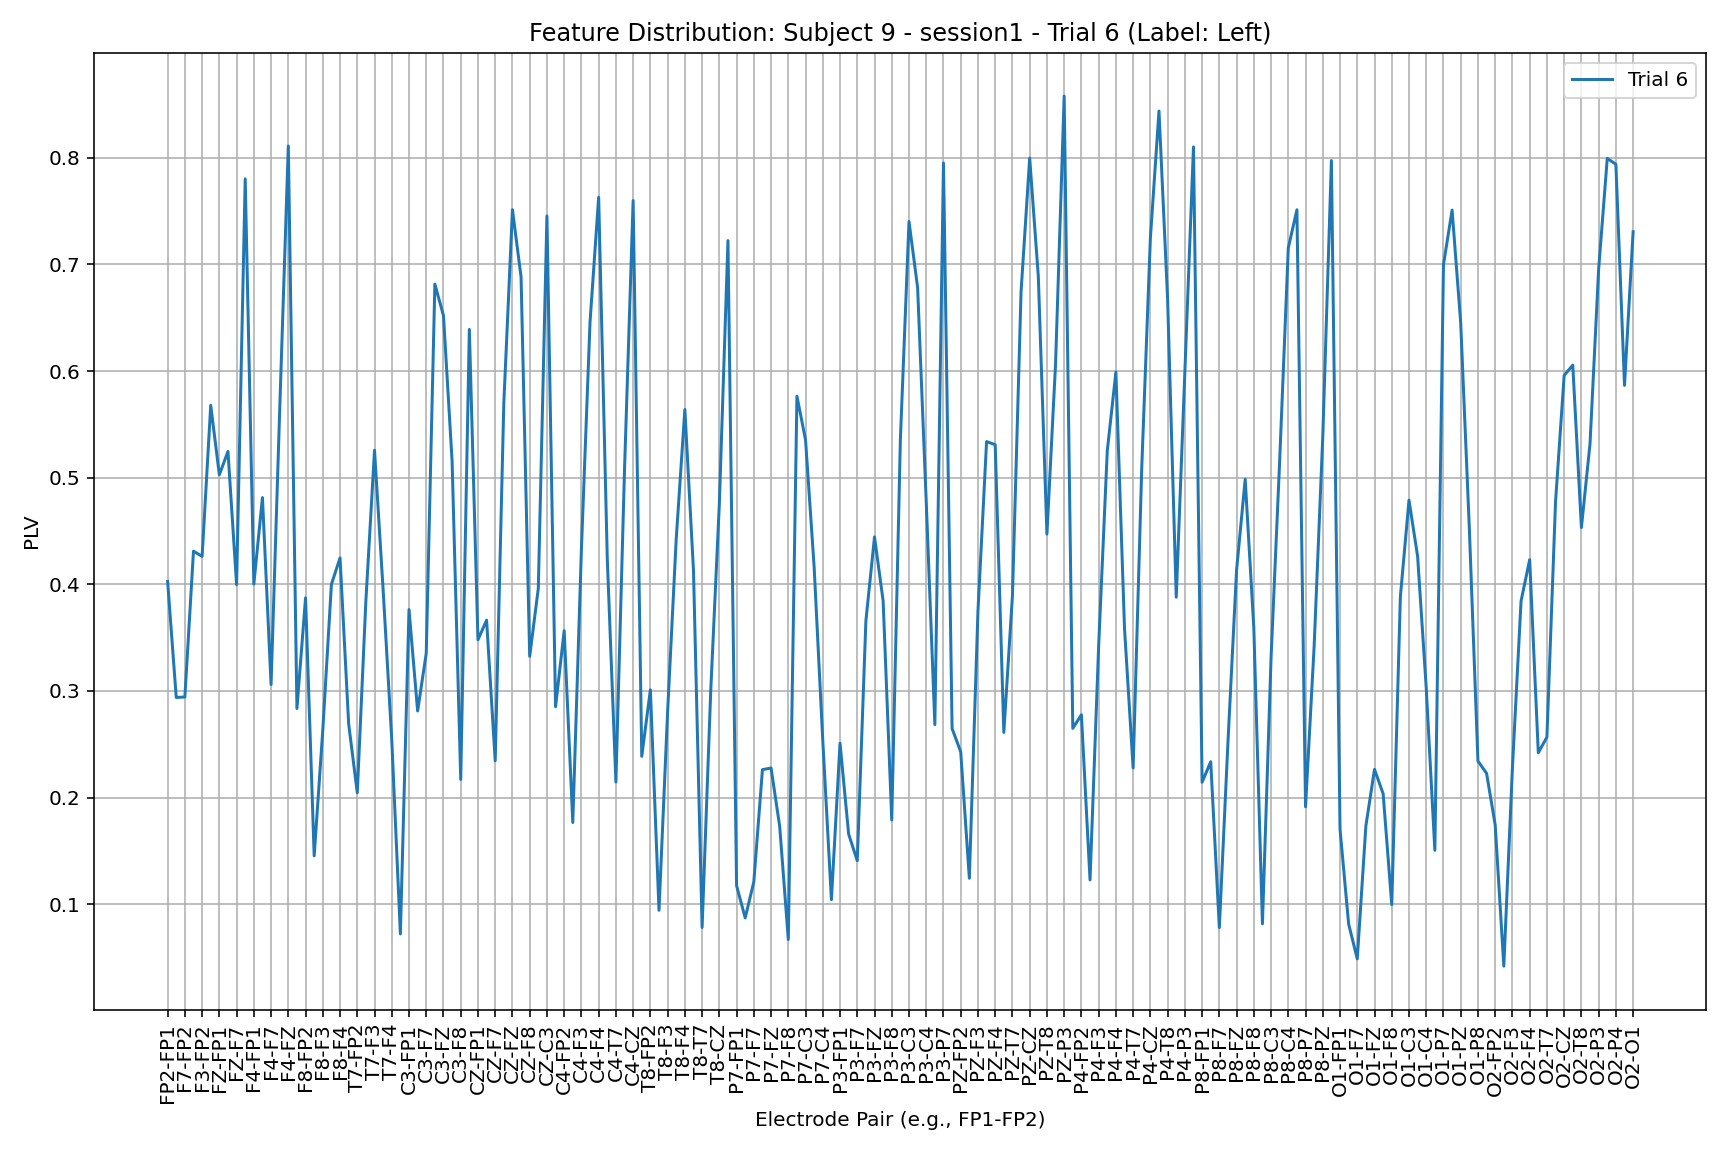 Feature Distribution: Subject 9 - session1 - Trial 6 (Label: Left)
Trial 6
PLV
0.8
0.7
0.6
0.5
0.4
0.3
0.2
0.1
FP2-FP1
F7-FP2
F3-FP2
FZ-FP1
FZ-F7
F4-FP1
F4-F7
F4-FZ
F8-FP2
F8-F3
F8-F4
T7-FP2
T7-F3
T7-F4
C3-FP1
C3-F7
C3-FZ
C3-F8
CZ-FP1
CZ-F7
CZ-FZ
CZ-F8
CZ-C3
C4-FP2
C4-F3
C4-F4
C4-T7
C4-CZ
T8-FP2
T8-F3
T8-F4
T8-T7
T8-CZ
P7-FP1
P7-F7
P7-FZ
P7-F8
P7-C3
P7-C4
P3-FP1
P3-F7
P3-FZ
P3-F8
P3-C3
P3-C4
P3-P7
PZ-FP2
PZ-F3
PZ-F4
PZ-T7
PZ-CZ
PZ-T8
PZ-P3
P4-FP2
P4-F3
P4-F4
P4-T7
P4-CZ
P4-T8
P4-P3
P8-FP1
P8-F7
P8-FZ
P8-F8
P8-C3
P8-C4
P8-P7
P8-PZ
O1-FP1
O1-F7
O1-FZ
O1-F8
O1-C3
O1-C4
O1-P7
O1-PZ
O1-P8
O2-FP2
O2-F3
O2-F4
O2-T7
O2-CZ
O2-T8
O2-P3
O2-P4
O2-O1
Electrode Pair (e.g., FP1-FP2)